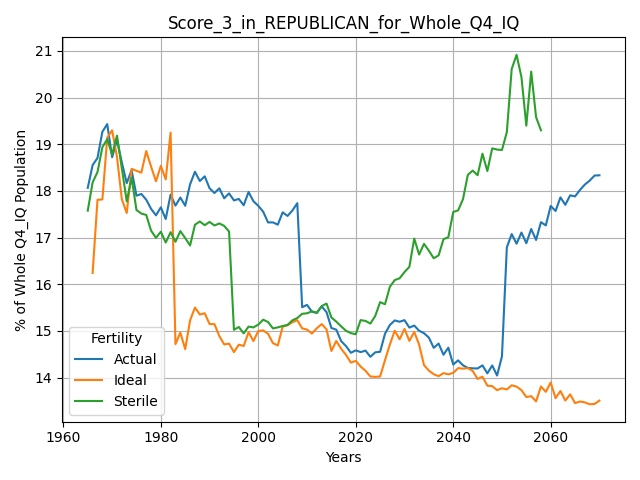 Score_3_in_REPUBLICAN_for_Whole_Q4_IQ
% of Whole Q4_IQ Population
21
20
19
18
17
16
15
14
Fertility
Actual
Ideal
Sterile
1960 1980 2000 2020 2040 2060
Years